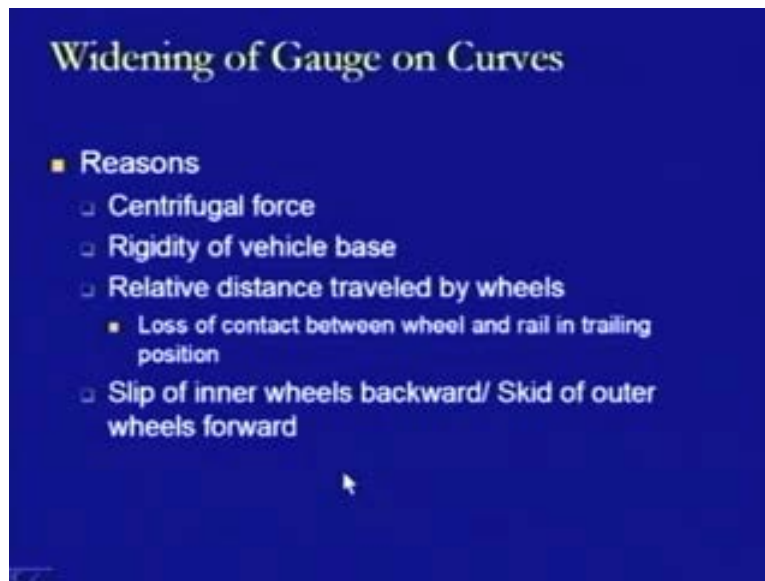 Widening of Gauge on Curves
Reasons
Centrifugal force
Rigidity of vehicle base
Relative distance traveled by wheels
Loss of contact between wheel and rail in trailing
position
Slip of inner wheels backward/ Skid of outer
wheels forward